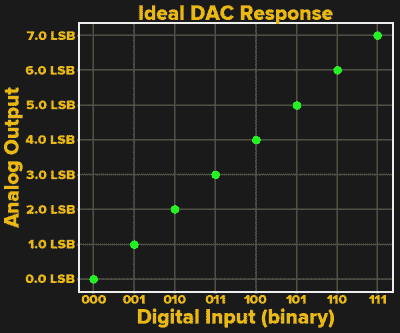 Ideal DAC Response
Analog Output
7.0 LSB
6.0 LSB
5.0 LSB
4.0 LSB
3.0 LSB
2.0 LSB
1.0 LSB
0.0 LSB
000 001 010 011 100 101 110 111
Digital Input (binary)